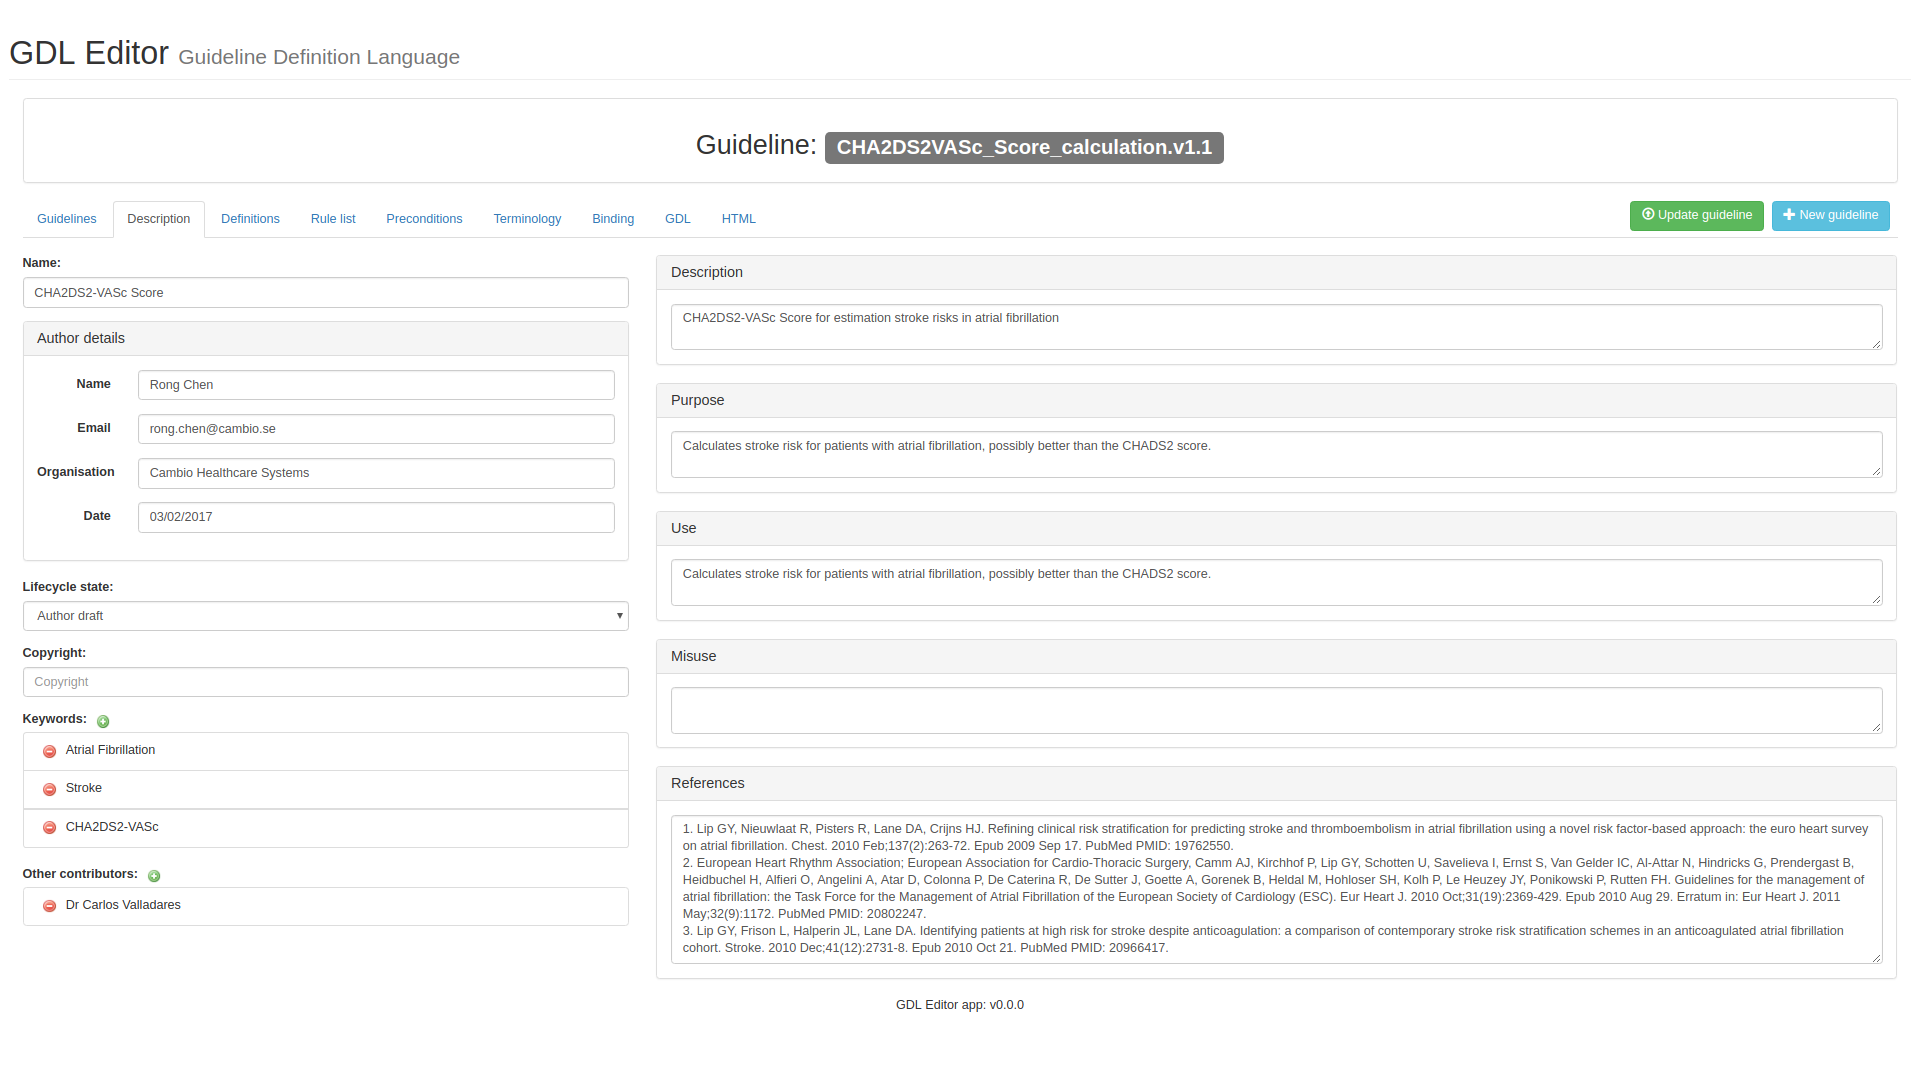 GDL Editor Guideline Definition Language
Guideline: CHA2DS2VASc_Score_calculation.v1.1
Guidelines Description Definitions Rule list Preconditions Terminology Binding GDL HTML Update guideline New guideline
Name:
CHA2DS2-VASc Score
Author details
Name Rong Chen
Email rong.chen@cambio.se
Organisation Cambio Healthcare Systems
Date 03/02/2017
Lifecycle state:
Author draft
Copyright:
Copyright
Keywords:
Atrial Fibrillation
Stroke
CHA2DS2-VASc
Other contributors:
Dr Carlos Valladares
Description
CHA2DS2-VASc Score for estimation stroke risks in atrial fibrillation
Purpose
Calculates stroke risk for patients with atrial fibrillation, possibly better than the CHADS2 score.
Use
Calculates stroke risk for patients with atrial fibrillation, possibly better than the CHADS2 score.
Misuse
References
1. Lip GY, Nieuwlaat R, Pisters R, Lane DA, Crijns HJ. Refining clinical risk stratification for predicting stroke and thromboembolism in atrial fibrillation using a novel risk factor-based approach: the euro heart survey
on atrial fibrillation. Chest. 2010 Feb;137(2):263-72. Epub 2009 Sep 17. PubMed PMID: 19762550.
2. European Heart Rhythm Association; European Association for Cardio-Thoracic Surgery, Camm AJ, Kirchhof P, Lip GY, Schotten U, Savelieva I, Ernst S, Van Gelder IC, Al-Attar N, Hindricks G, Prendergast B,
Heidbuchel H, Alfieri O, Angelini A, Atar D, Colonna P, De Caterina R, De Sutter J, Goette A, Gorenek B, Heldal M, Hohloser SH, Kolh P, Le Heuzey JY, Ponikowski P, Rutten FH. Guidelines for the management of
atrial fibrillation: the Task Force for the Management of Atrial Fibrillation of the European Society of Cardiology (ESC). Eur Heart J. 2010 Oct;31(19):2369-429. Epub 2010 Aug 29. Erratum in: Eur Heart J. 2011
May;32(9):1172. PubMed PMID: 20802247.
3. Lip GY, Frison L, Halperin JL, Lane DA. Identifying patients at high risk for stroke despite anticoagulation: a comparison of contemporary stroke risk stratification schemes in an anticoagulated atrial fibrillation
cohort. Stroke. 2010 Dec;41(12):2731-8. Epub 2010 Oct 21. PubMed PMID: 20966417.
GDL Editor app: v0.0.0